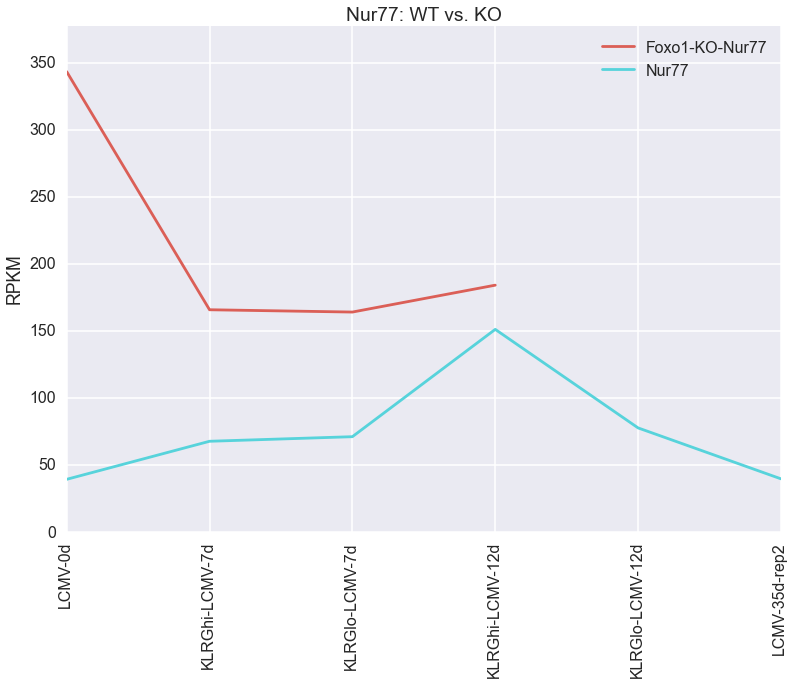 Nur77: WT vs. KO
Foxo1-KO-Nur77
Nur77
RPKM
350
300
250
200
150
100
50
0
LCMV-0d
KLRGhi-LCMV-7d
KLRGlo-LCMV-7d
KLRGhi-LCMV-12d
KLRGlo-LCMV-12d
LCMV-35d-rep2